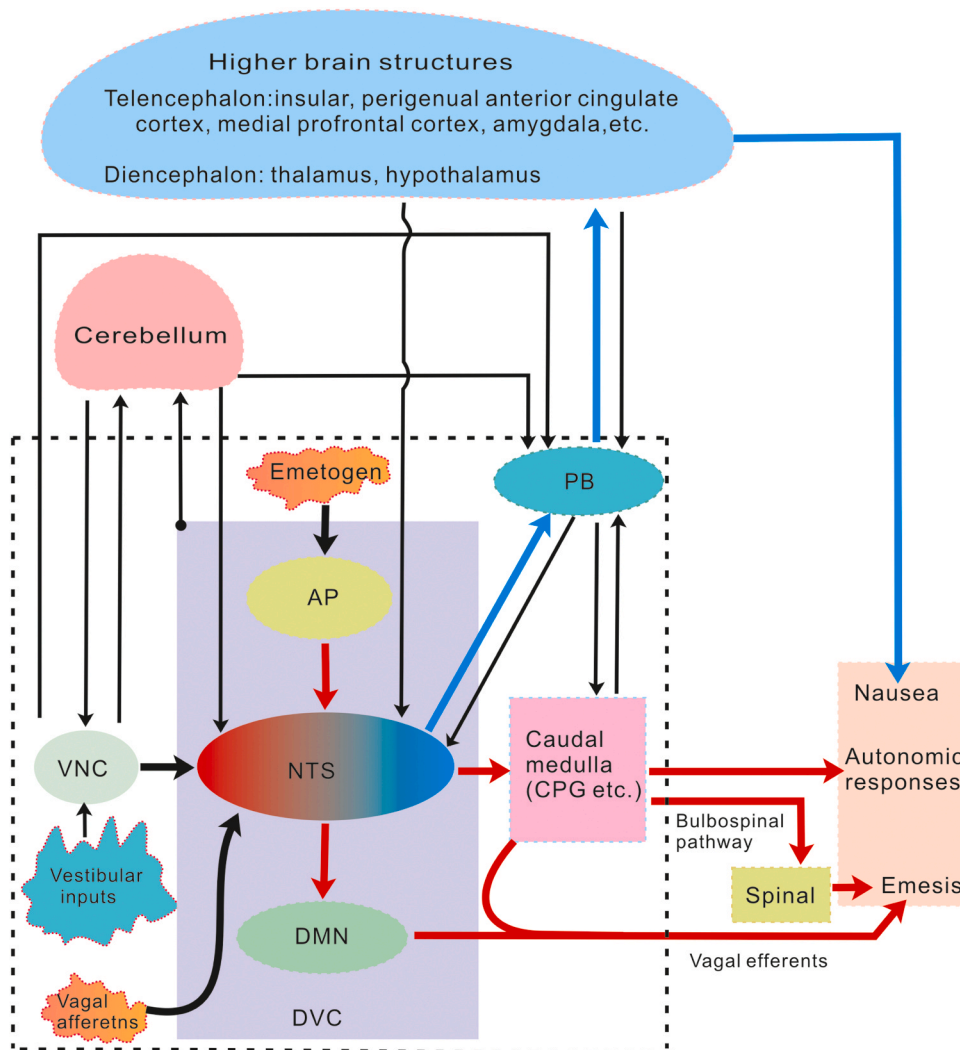 Higher brain structures
Telencephalon:insular, perigenual anterior cingulate
cortex, medial profrontal cortex, amygdala,etc.
Diencephalon: thalamus, hypothalamus
Cerebellum
Emetogen
PB
AP
Nausea
VNC
NTS
Caudal
medulla
(CPG etc.)
Autonomic
responses
Bulbospinal
pathway
Vestibular
inputs
Spinal
Emesis
DMN
Vagal efferents
Vagal
afferetns
DVC